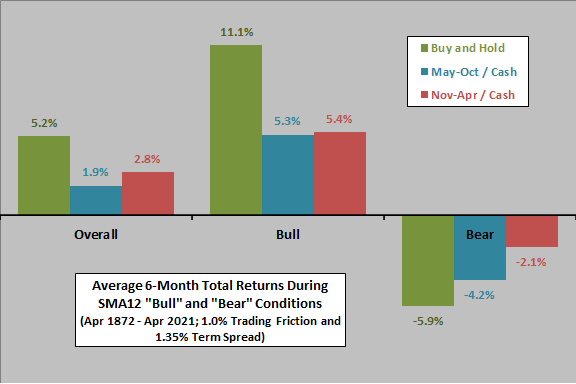 11.1%
Buy and Hold
May-Oct / Cash
Nov-Apr / Cash
5.2%
5.3%
5.4%
1.9%
2.8%
Overall
Bull
Bear
-2.1%
-4.2%
-5.9%
Average 6-Month Total Returns During
SMA12 "Bull" and "Bear" Conditions
(Apr 1872 - Apr 2021; 1.0% Trading Friction and
1.35% Term Spread)